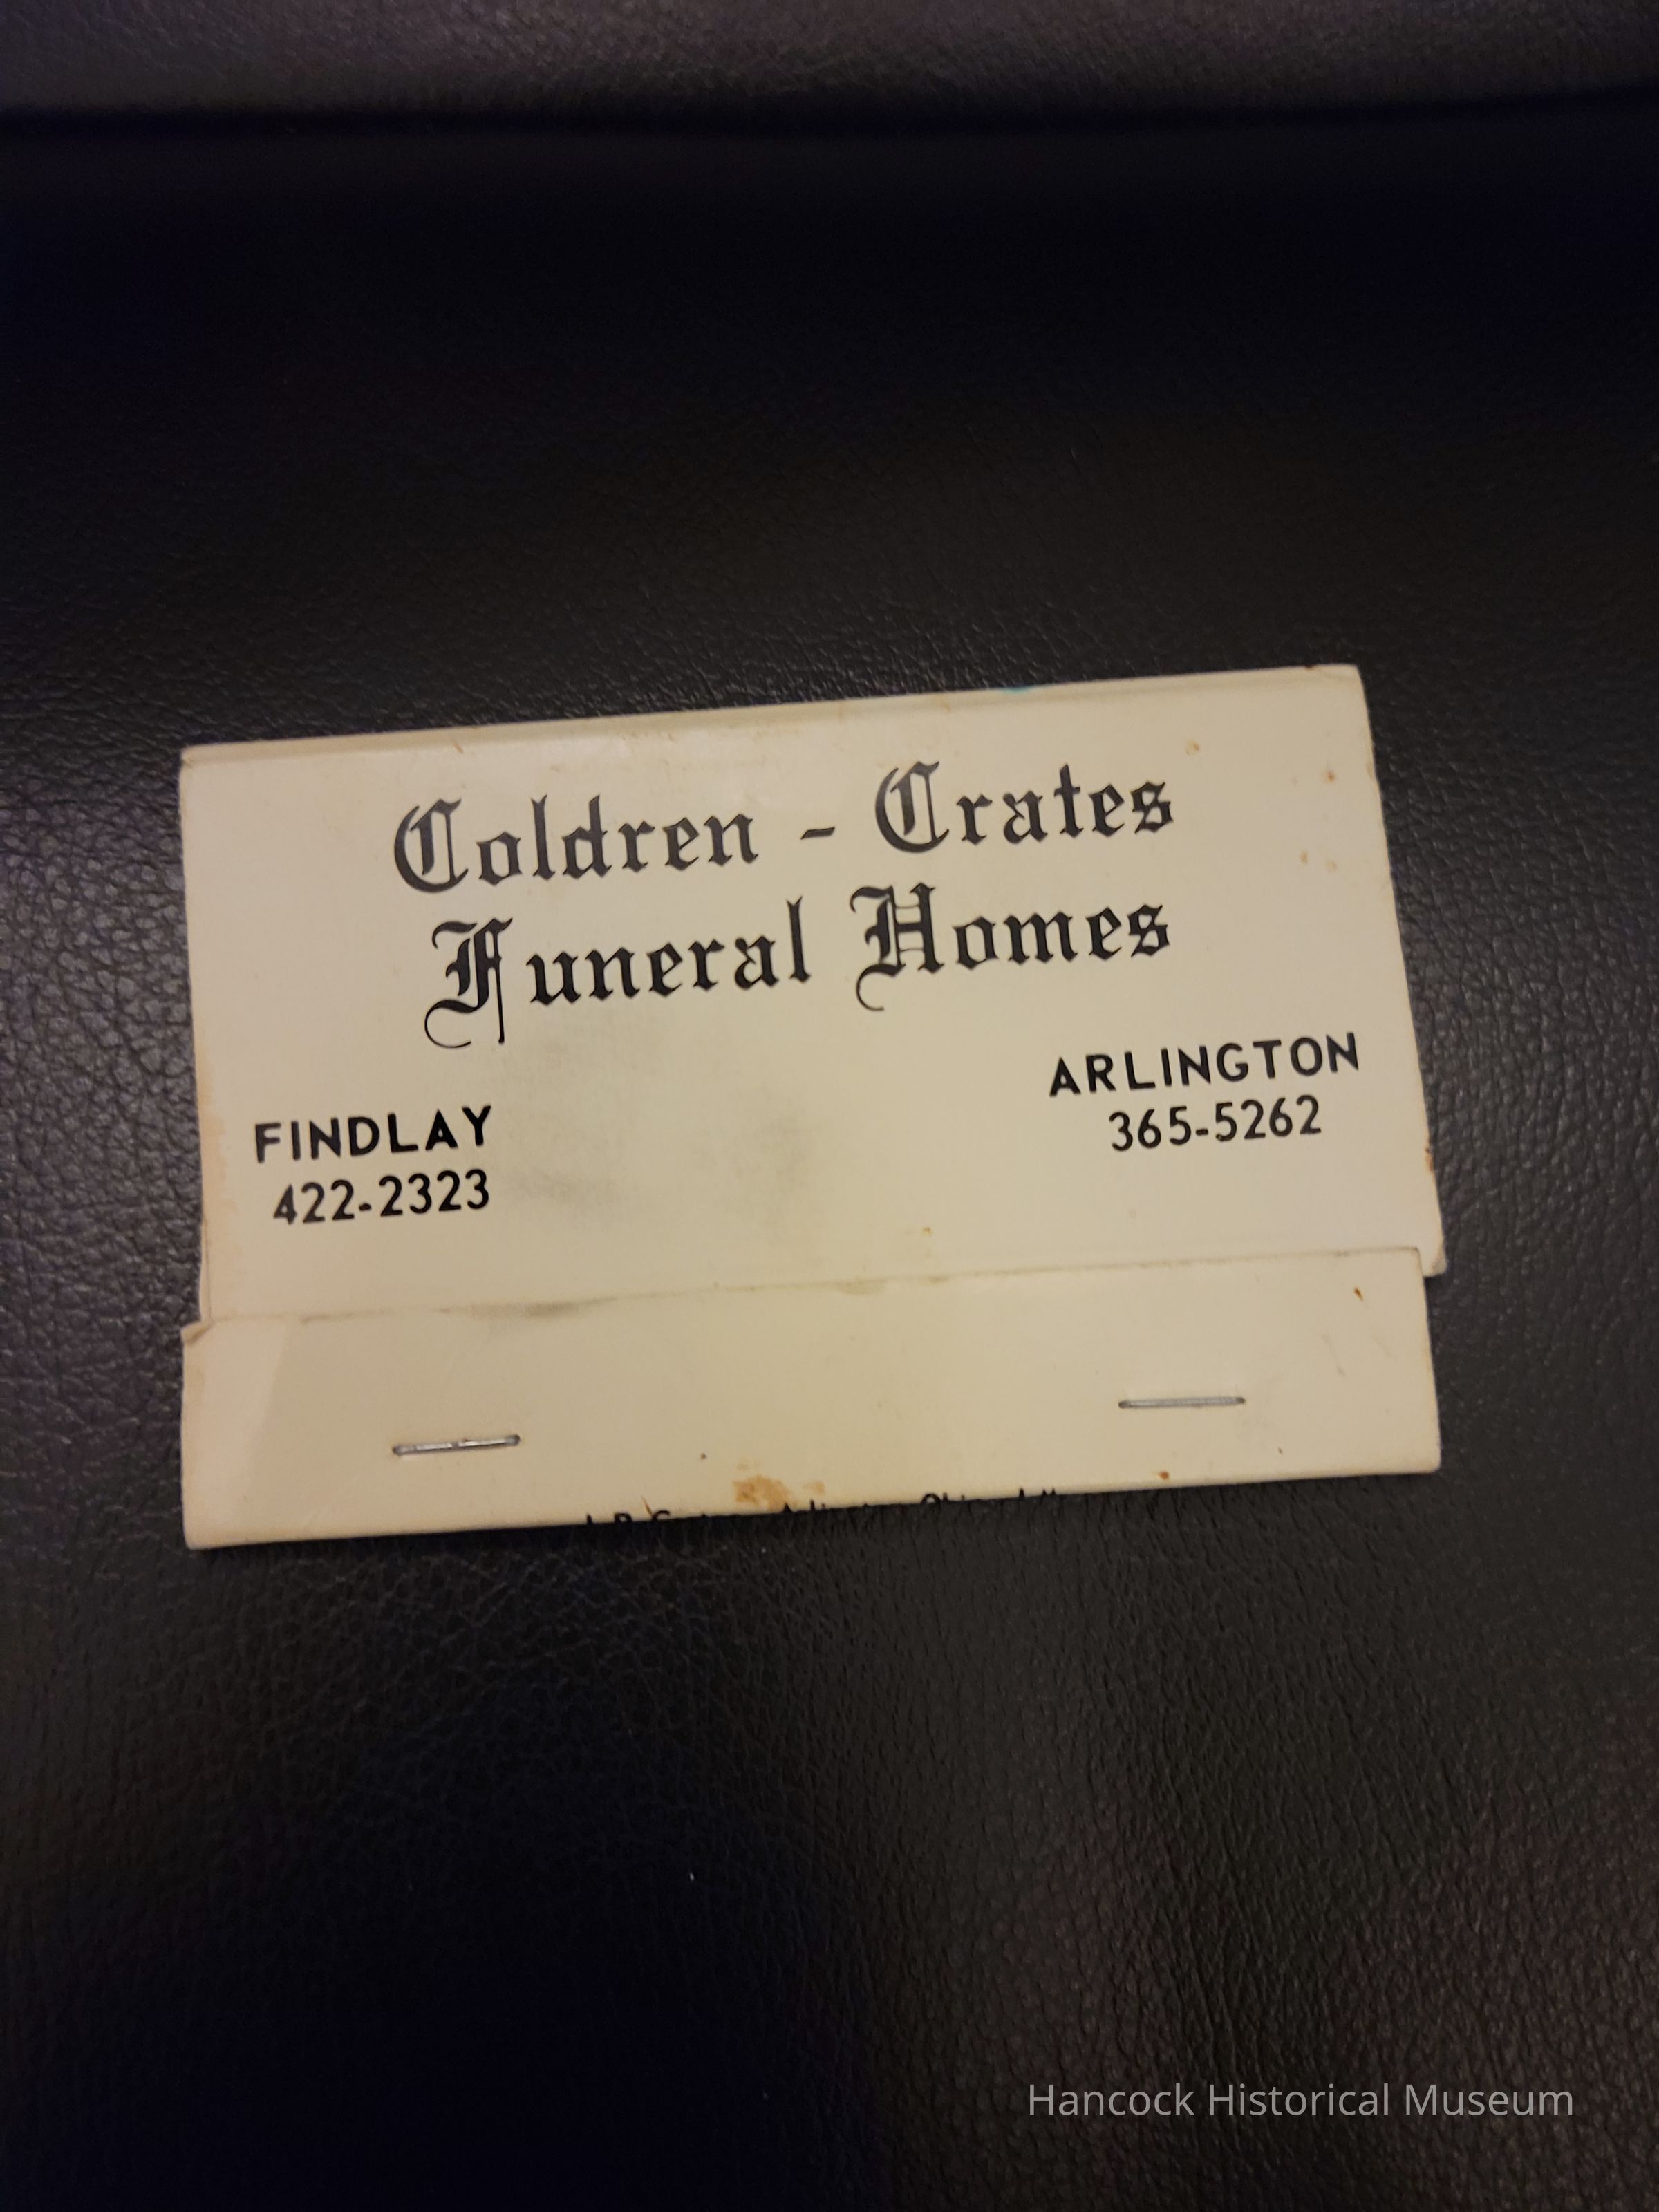 Coldren - Crates
Funeral Homes
ARLINGTON
365-5262
FINDLAY
422-2323
Hancock Historical Museum